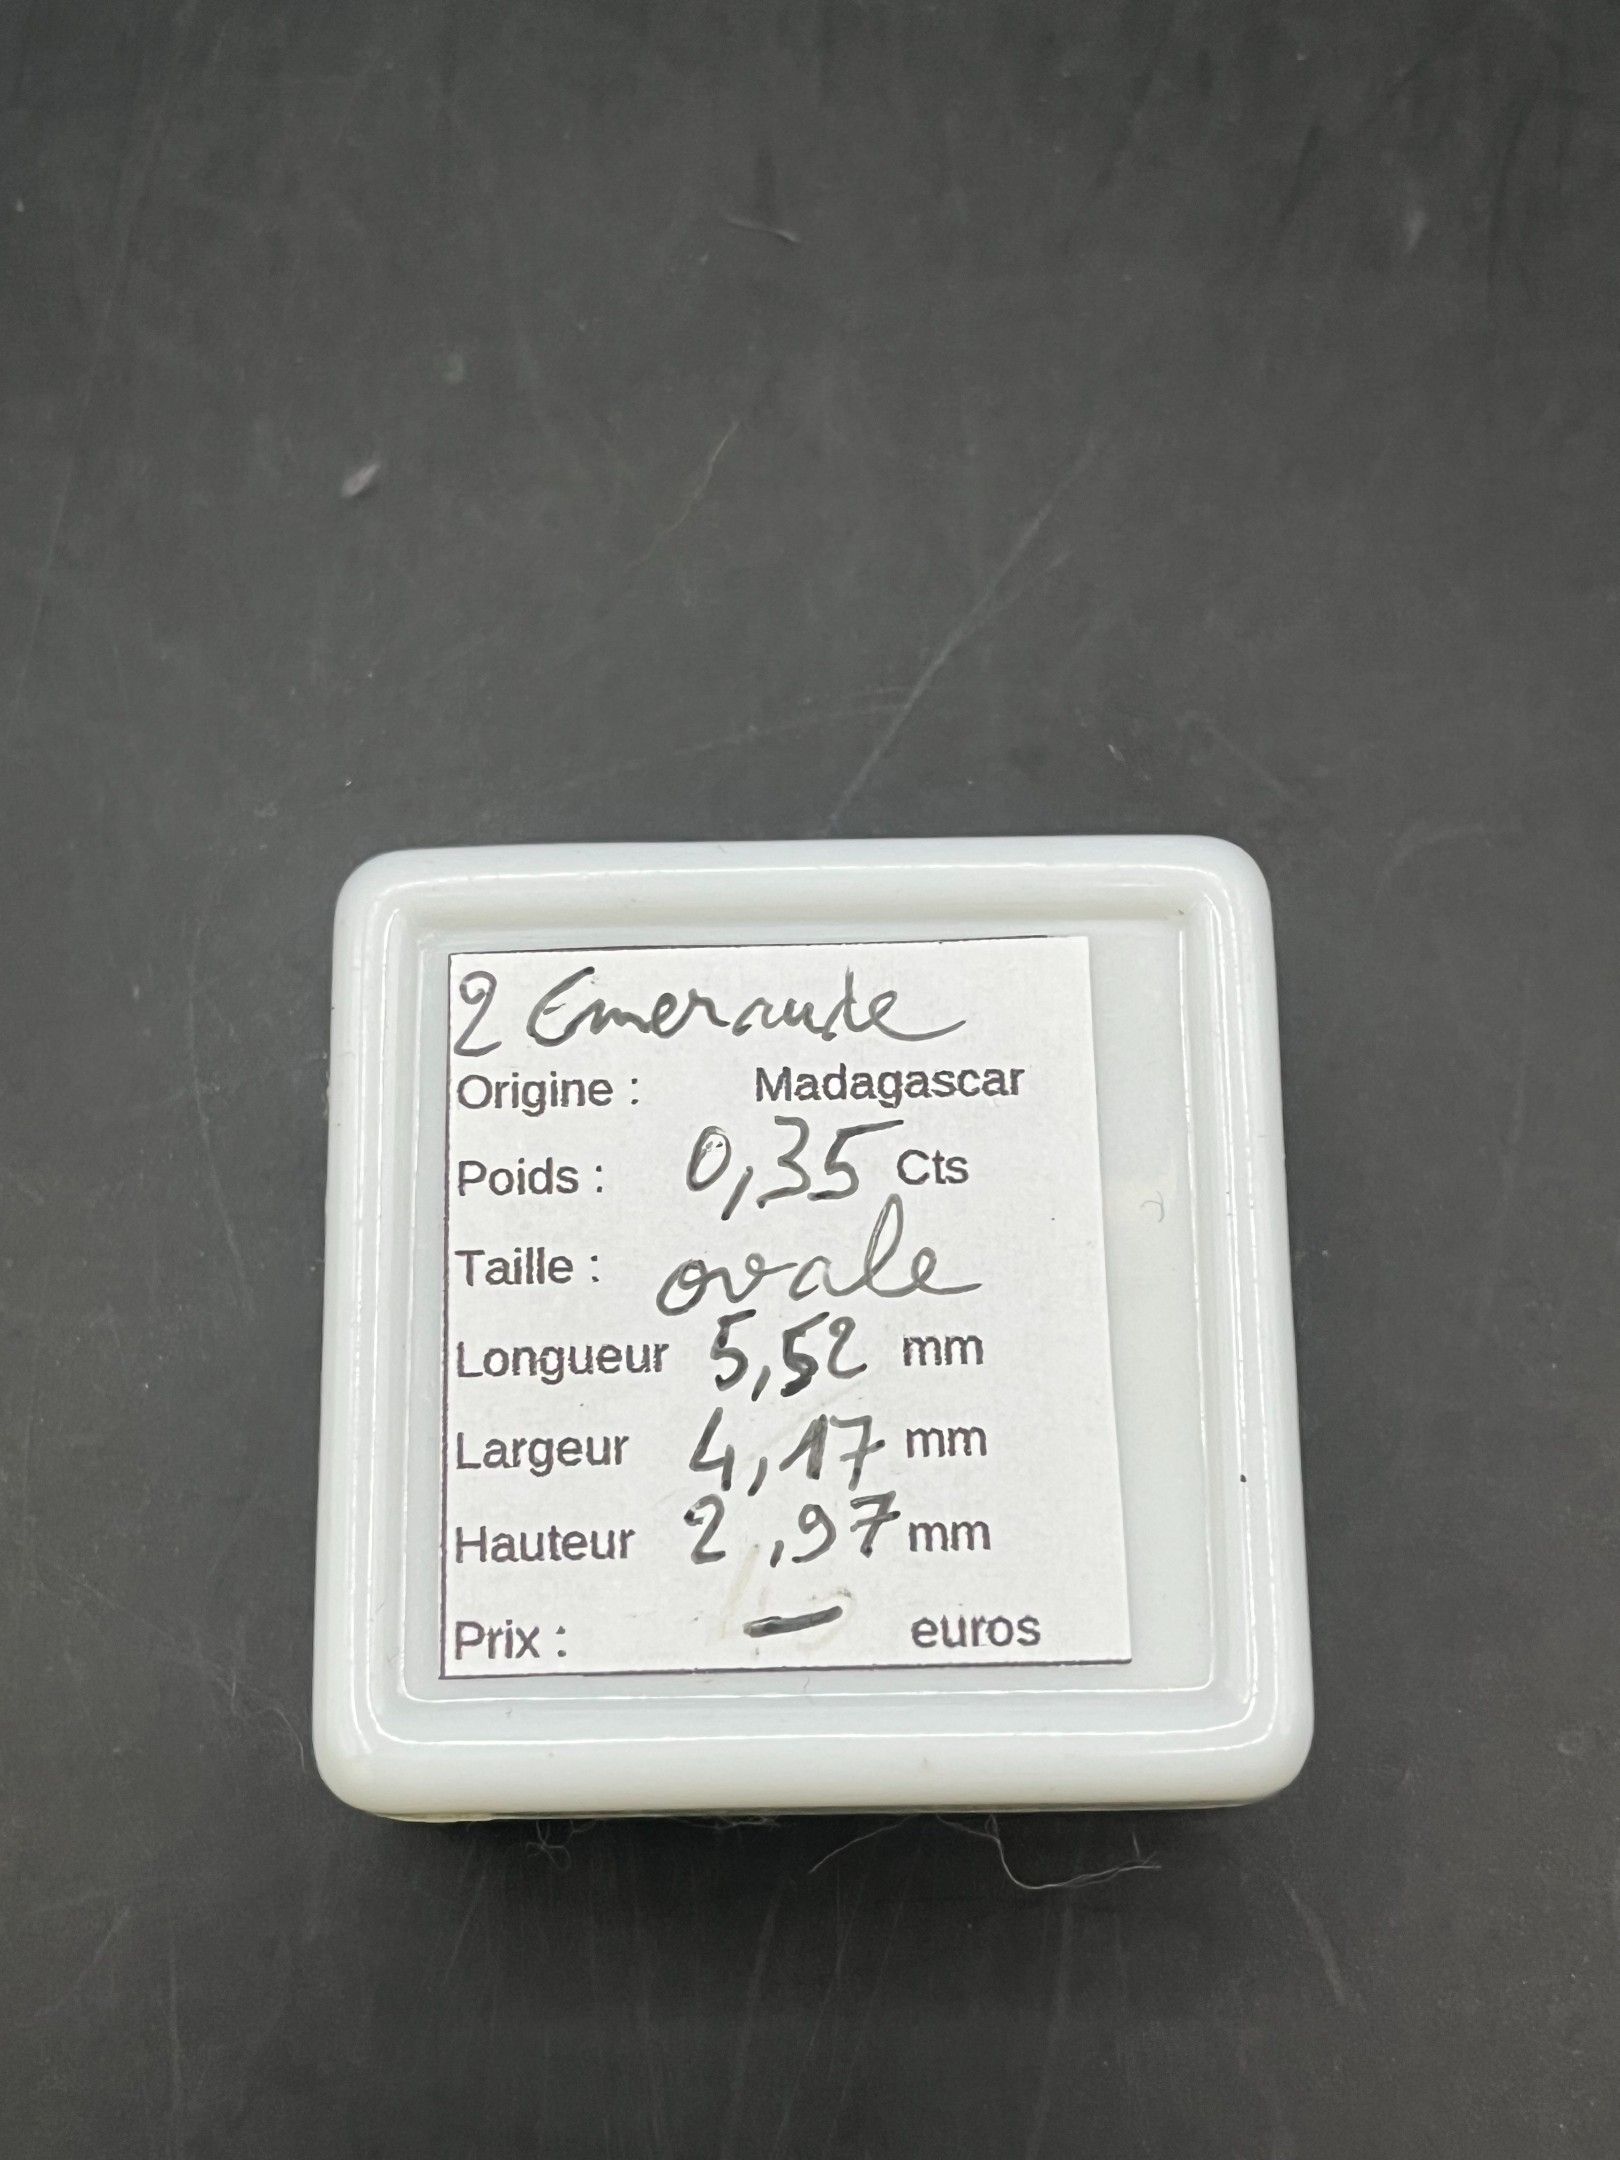 2 Emeraude
Origine : Madagascar
Poids : 0,35 Cts
Taille : ovale
Longueur 5,52 mm
Largeur 4,17 mm
Hauteur 2,97 mm
Prix : — euros